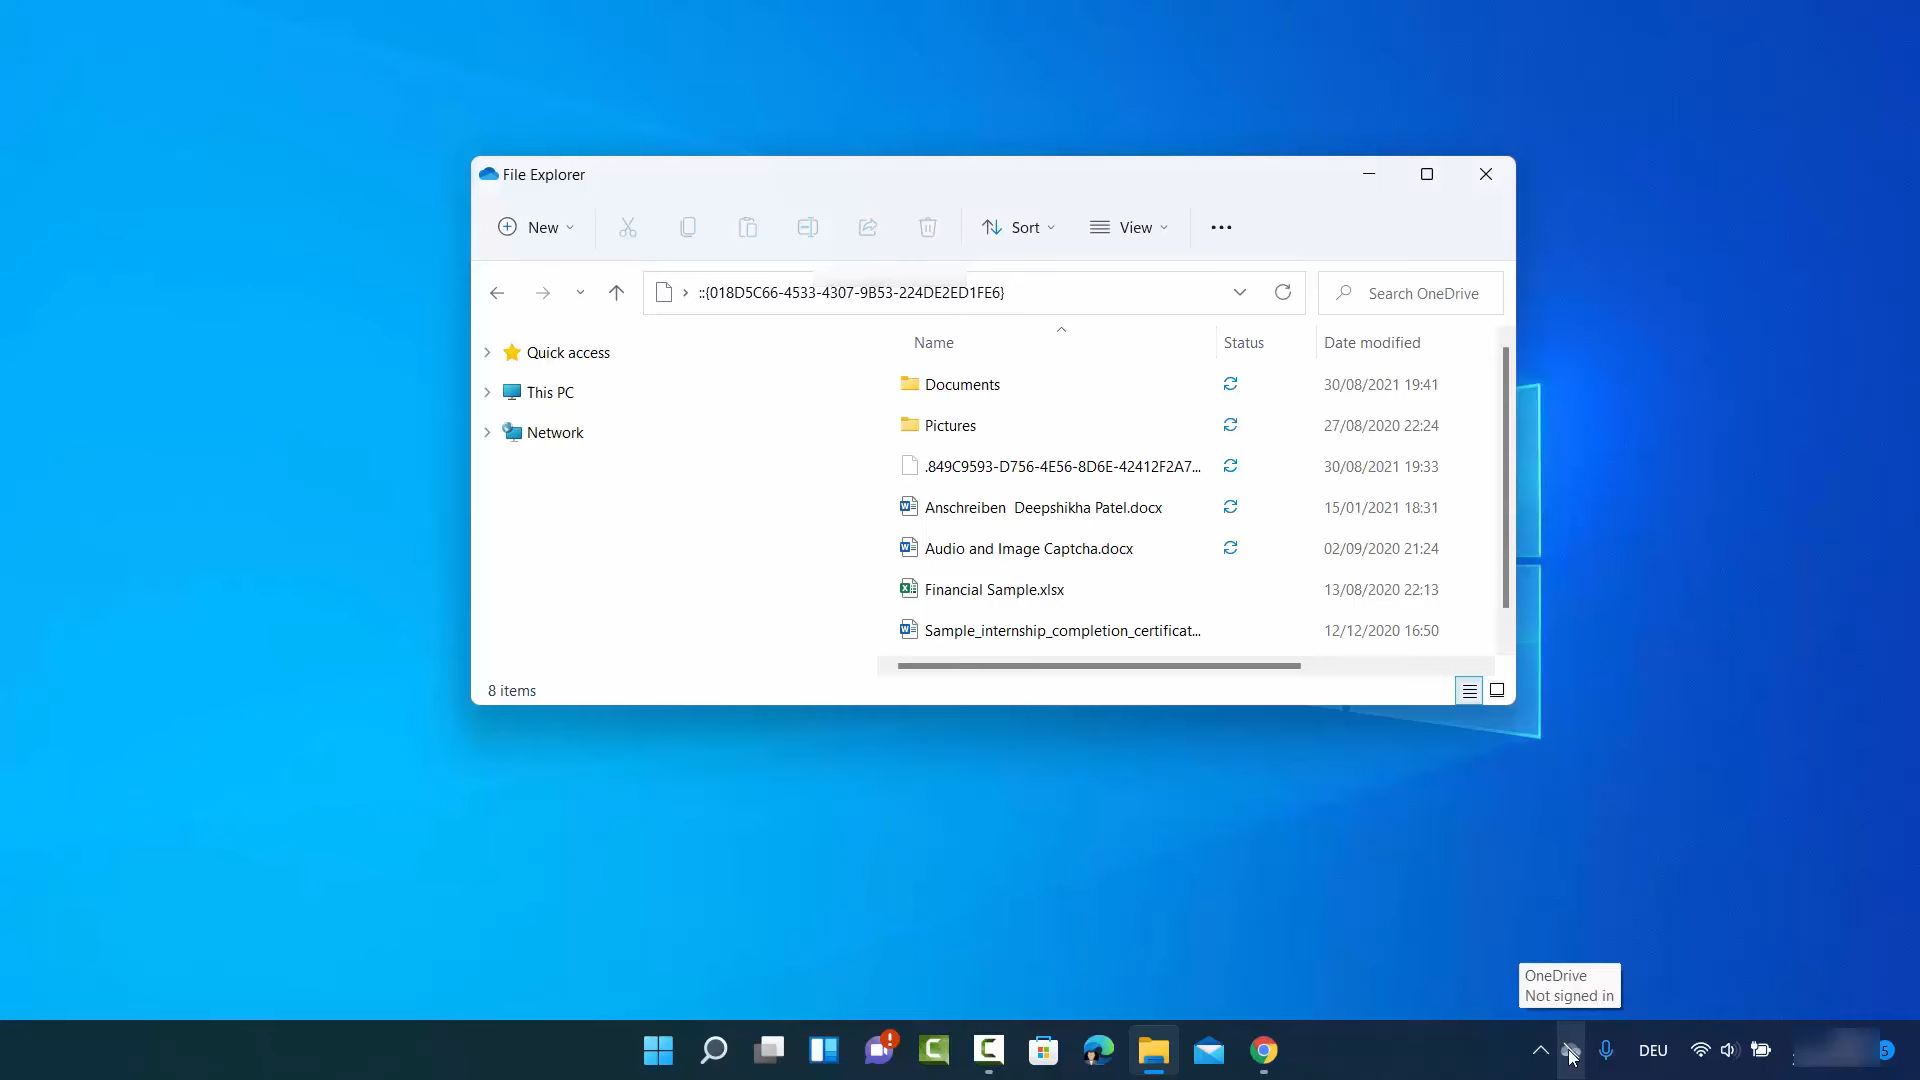 File Explorer
New
Sort
View
::{018D5C66-4533-4307-9B53-224DE2ED1FE6}
Search OneDrive
Quick access
This PC
Network
Name Status Date modified
Documents 30/08/2021 19:41
Pictures 27/08/2020 22:24
.849C9593-D756-4E56-8D6E-42412F2A7... 30/08/2021 19:33
Anschreiben  Deepshikha Patel.docx 15/01/2021 18:31
Audio and Image Captcha.docx 02/09/2020 21:24
Financial Sample.xlsx 13/08/2020 22:13
Sample_internship_completion_certificat... 12/12/2020 16:50
8 items
OneDrive
Not signed in
DEU
5